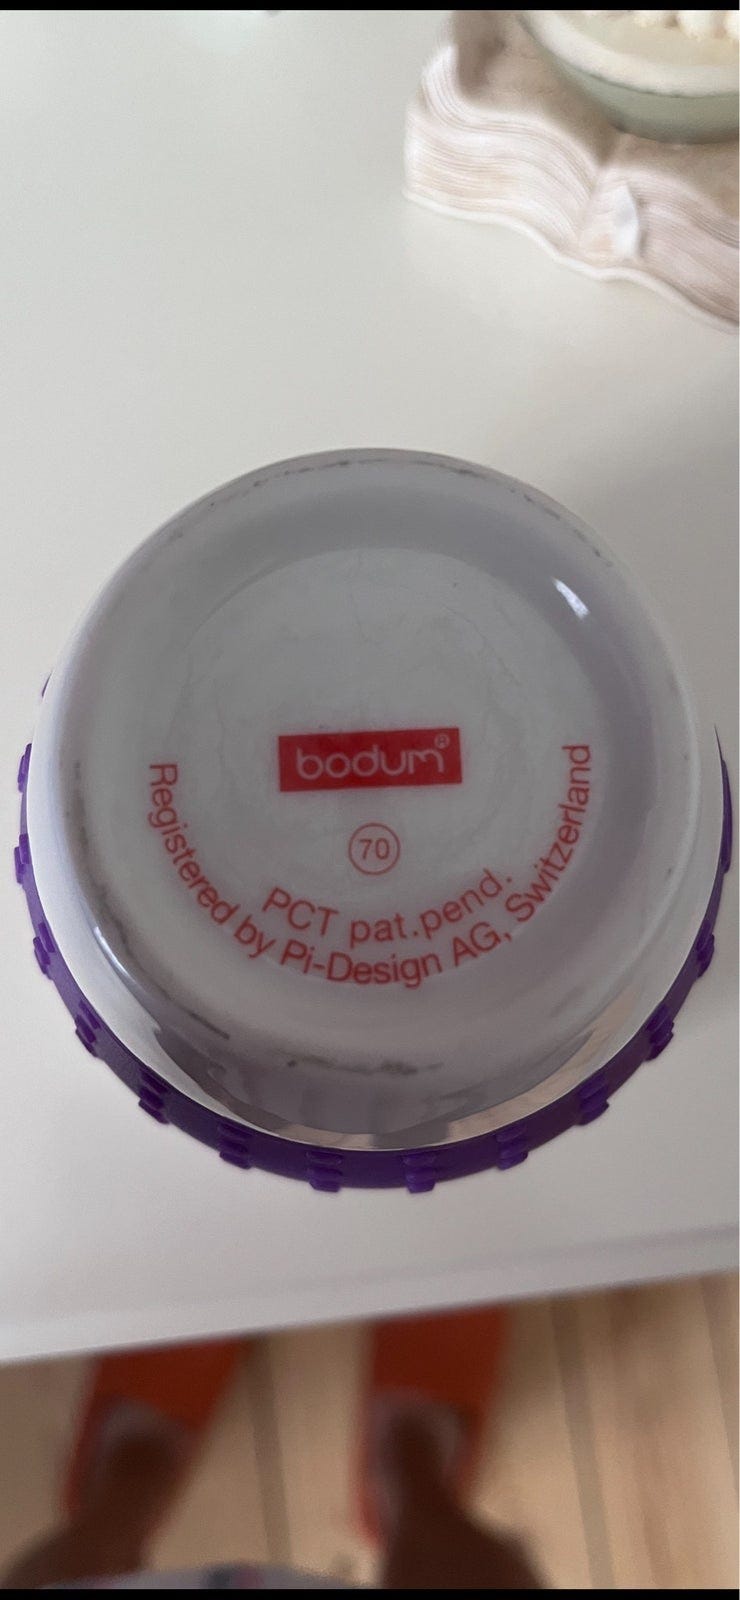 bodum®
70
PCT pat.pend.
Registered by Pi-Design AG, Switzerland